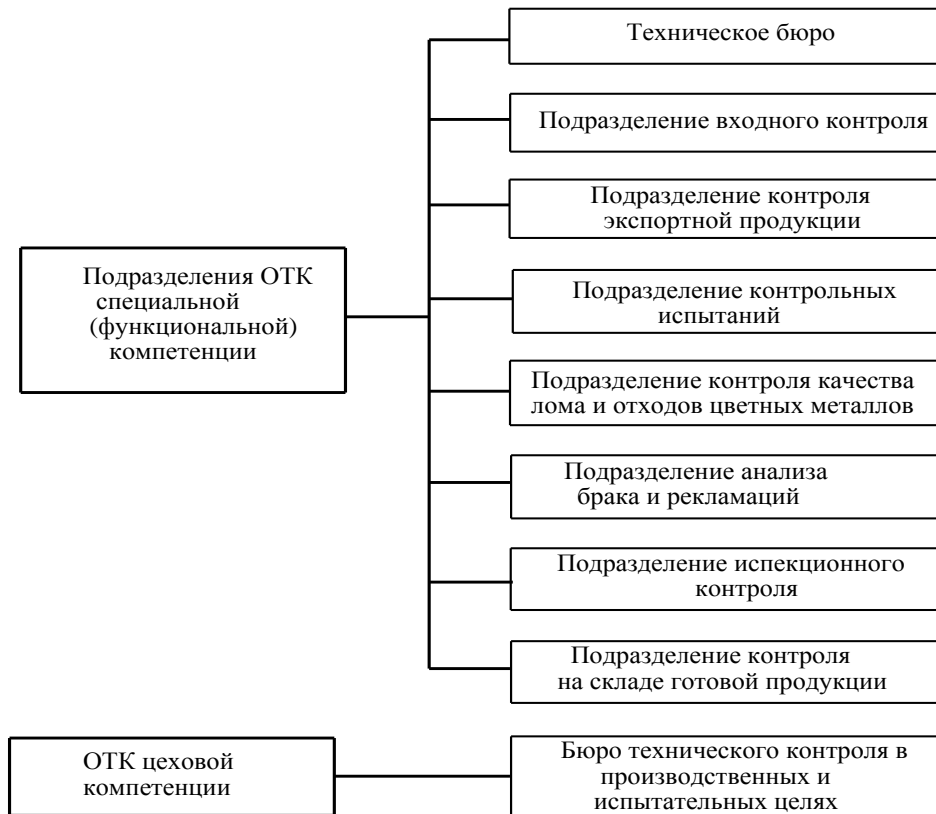 Техническое бюро
Подразделение входного контроля
Подразделение контроля
экспортной продукции
Подразделения ОТК
специальной
(функциональной)
компетенции
Подразделение контрольных
испытаний
Подразделение контроля качества
лома и отходов цветных металлов
Подразделение анализа
брака и рекламаций
Подразделение испекционного
контроля
Подразделение контроля
на складе готовой продукции
ОТК цеховой
компетенции
Бюро технического контроля в
производственных и
испытательных целях